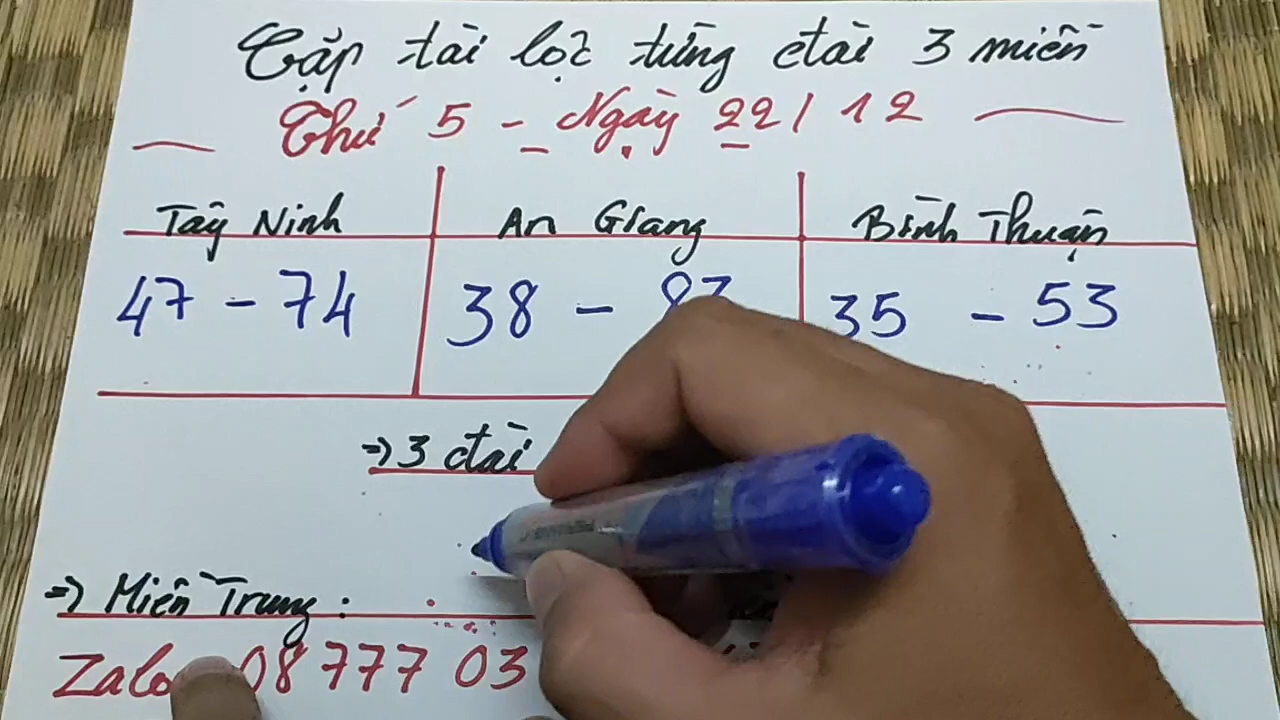 Cặp tài lộc từng đài 3 miền
Thứ 5 - Ngày 22/12
Tây Ninh An Giang Bình Thuận
47 - 74 38 - 83 35 - 53
=> 3 đài
=> Miền Trung :
Zalo 08 777 03